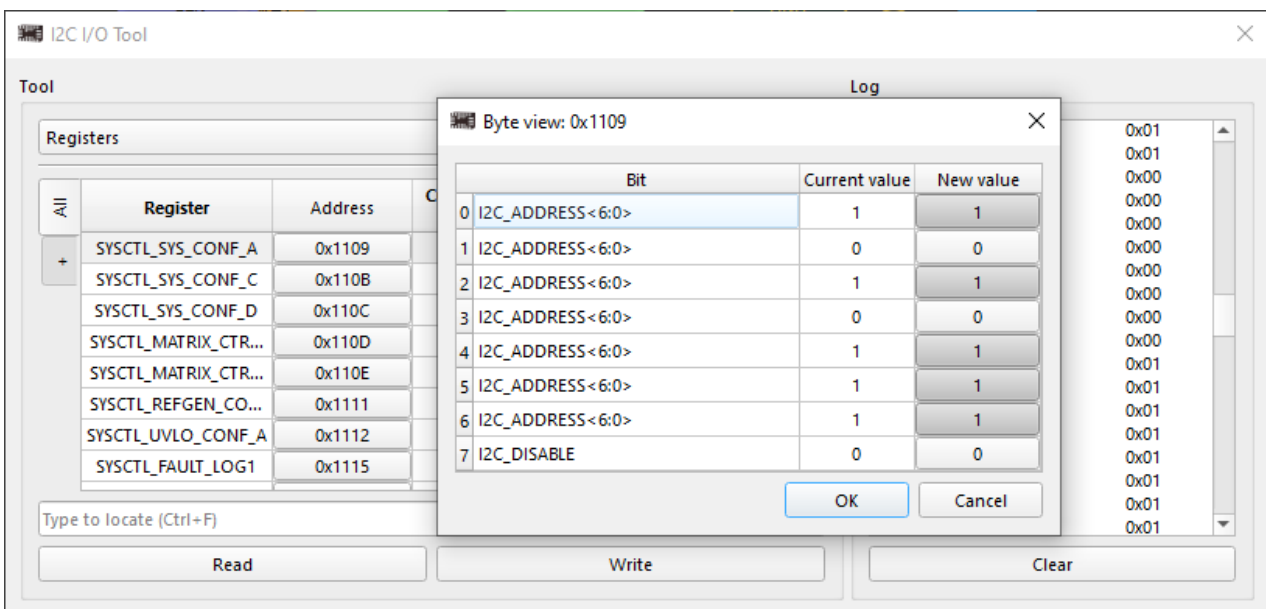 I2C I/O Tool
Tool
Registers
All
+
Register Address C
SYSCTL_SYS_CONF_A 0x1109
SYSCTL_SYS_CONF_C 0x110B
SYSCTL_SYS_CONF_D 0x110C
SYSCTL_MATRIX_CTR... 0x110D
SYSCTL_MATRIX_CTR... 0x110E
SYSCTL_REFGEN_CO... 0x1111
SYSCTL_UVLO_CONF_A 0x1112
SYSCTL_FAULT_LOG1 0x1115
Type to locate (Ctrl+F)
Read Write
Byte view: 0x1109
Bit Current value New value
0 I2C_ADDRESS<6:0> 1 1
1 I2C_ADDRESS<6:0> 0 0
2 I2C_ADDRESS<6:0> 1 1
3 I2C_ADDRESS<6:0> 0 0
4 I2C_ADDRESS<6:0> 1 1
5 I2C_ADDRESS<6:0> 1 1
6 I2C_ADDRESS<6:0> 1 1
7 I2C_DISABLE 0 0
OK Cancel
Log
0x01
0x01
0x00
0x00
0x00
0x00
0x00
0x00
0x00
0x00
0x01
0x01
0x01
0x01
0x01
0x01
0x01
0x01
Clear